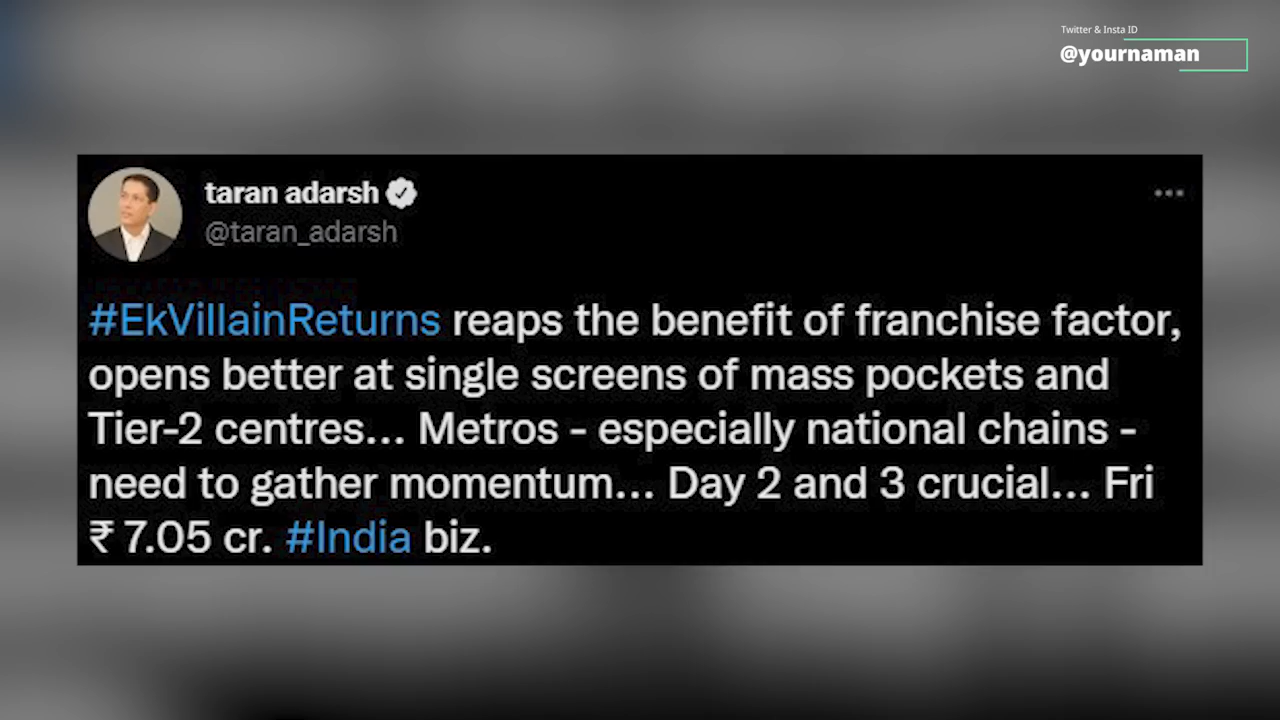 Twitter & Insta ID
@yournaman
taran adarsh
@taran_adarsh
#EkVillainReturns reaps the benefit of franchise factor,
opens better at single screens of mass pockets and
Tier-2 centres... Metros - especially national chains -
need to gather momentum... Day 2 and 3 crucial... Fri
₹ 7.05 cr. #India biz.